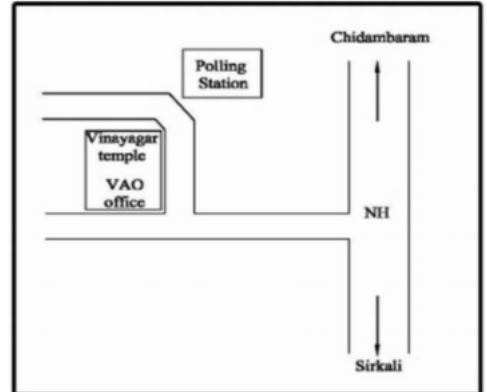 Chidambaram
Polling
Station
Vinayagar
temple
VAO
office
NH
Sirkali